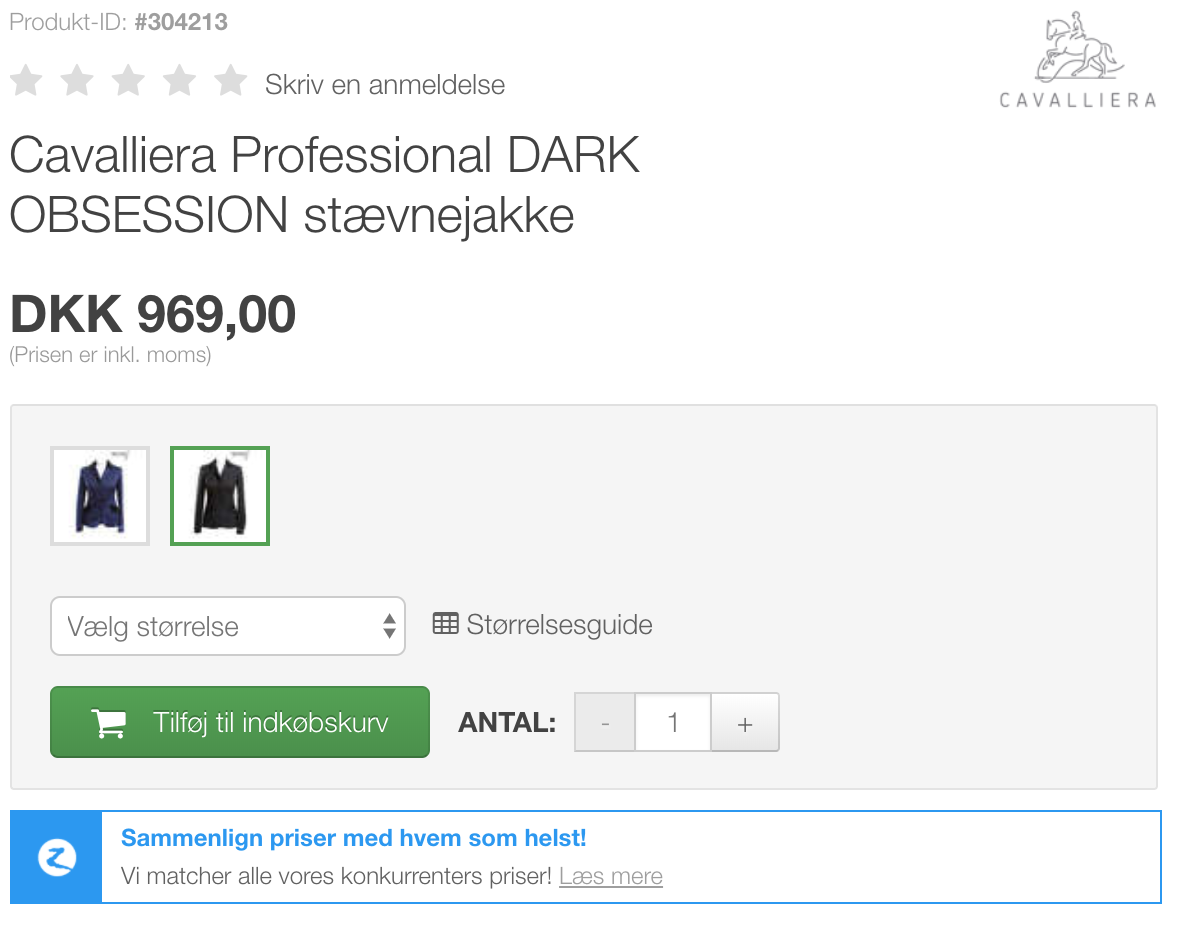 Produkt-ID: #304213
CAVALLIERA
Skriv en anmeldelse
Cavalliera Professional DARK
OBSESSION stævnejakke
DKK 969,00
(Prisen er inkl. moms)
Vælg størrelse
Størrelsesguide
Tilføj til indkøbskurv
ANTAL:
-
1
+
Sammenlign priser med hvem som helst!
Vi matcher alle vores konkurrenters priser! Læs mere